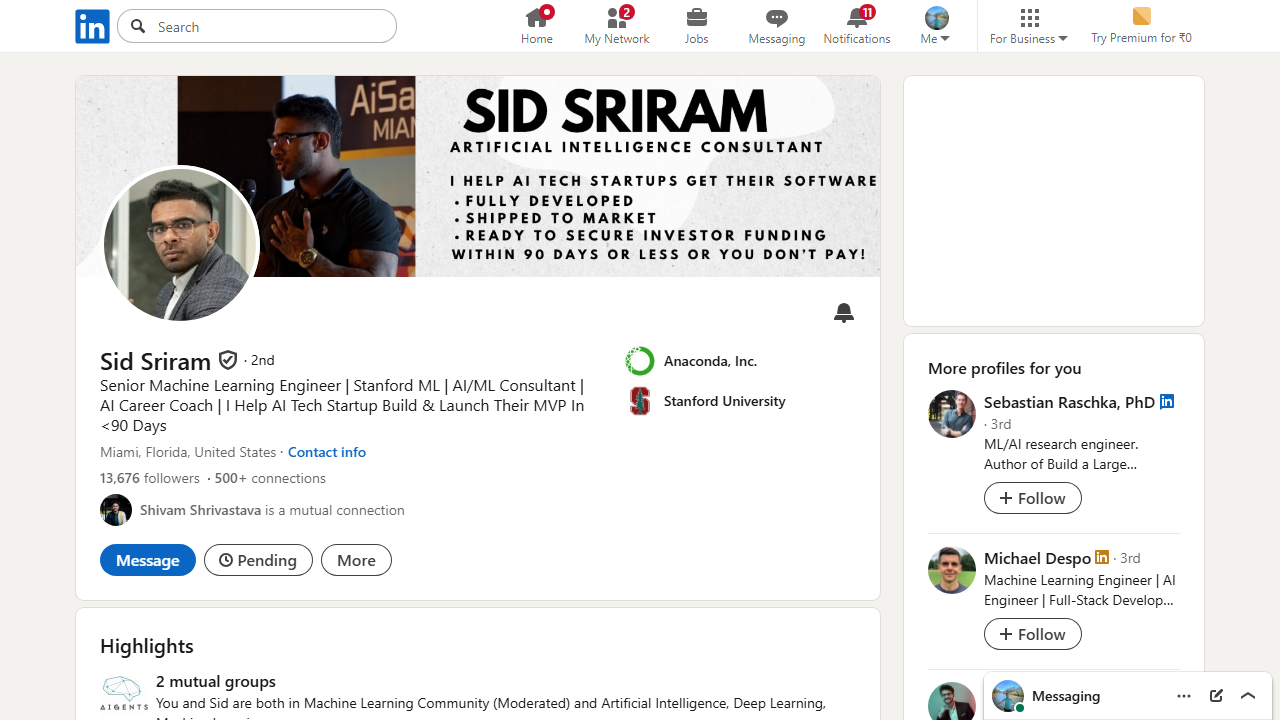 in
Search
Home
2
My Network
Jobs
Messaging
11
Notifications
Me
For Business
Try Premium for ₹0
AiSa
MIAN
SID SRIRAM
ARTIFICIAL INTELLIGENCE CONSULTANT
I HELP AI TECH STARTUPS GET THEIR SOFTWARE
• FULLY DEVELOPED
• SHIPPED TO MARKET
• READY TO SECURE INVESTOR FUNDING
WITHIN 90 DAYS OR LESS OR YOU DON'T PAY!
Sid Sriram · 2nd
Senior Machine Learning Engineer | Stanford ML | AI/ML Consultant |
AI Career Coach | I Help AI Tech Startup Build & Launch Their MVP In
<90 Days
Miami, Florida, United States · Contact info
13,676 followers · 500+ connections
Shivam Shrivastava is a mutual connection
Message
Pending
More
Anaconda, Inc.
Stanford University
Highlights
AIGENTS
2 mutual groups
You and Sid are both in Machine Learning Community (Moderated) and Artificial Intelligence, Deep Learning,
More profiles for you
Sebastian Raschka, PhD in
· 3rd
ML/AI research engineer.
Author of Build a Large...
+ Follow
Michael Despo in · 3rd
Machine Learning Engineer | AI
Engineer | Full-Stack Develop...
+ Follow
Messaging